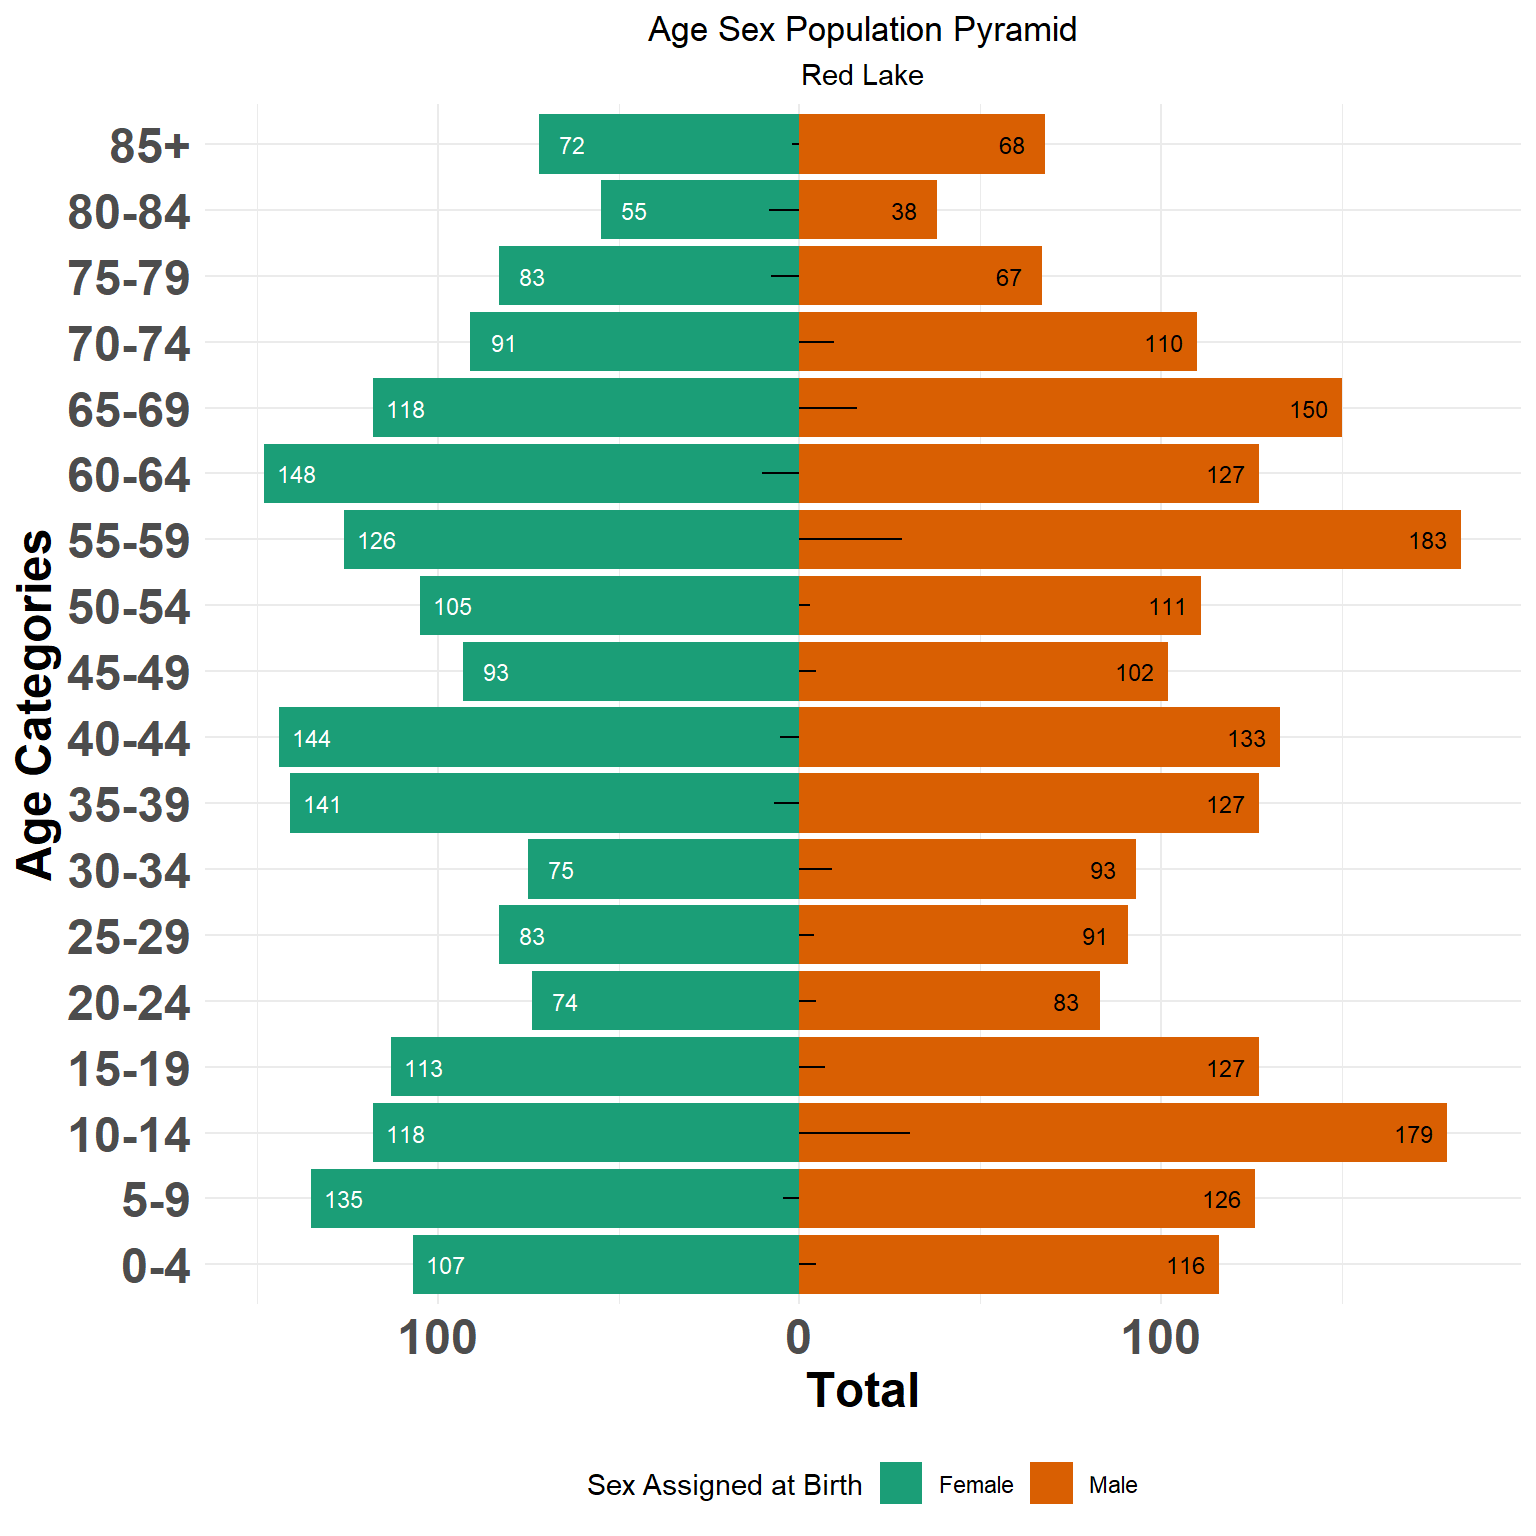 Age Sex Population Pyramid
Red Lake
Age Categories
85+ 72 68
80-84 55 38
75-79 83 67
70-74 91 110
65-69 118 150
60-64 148 127
55-59 126 183
50-54 105 111
45-49 93 102
40-44 144 133
35-39 141 127
30-34 75 93
25-29 83 91
20-24 74 83
15-19 113 127
10-14 118 179
5-9 135 126
0-4 107 116
100 0 100
Total
Sex Assigned at Birth Female Male